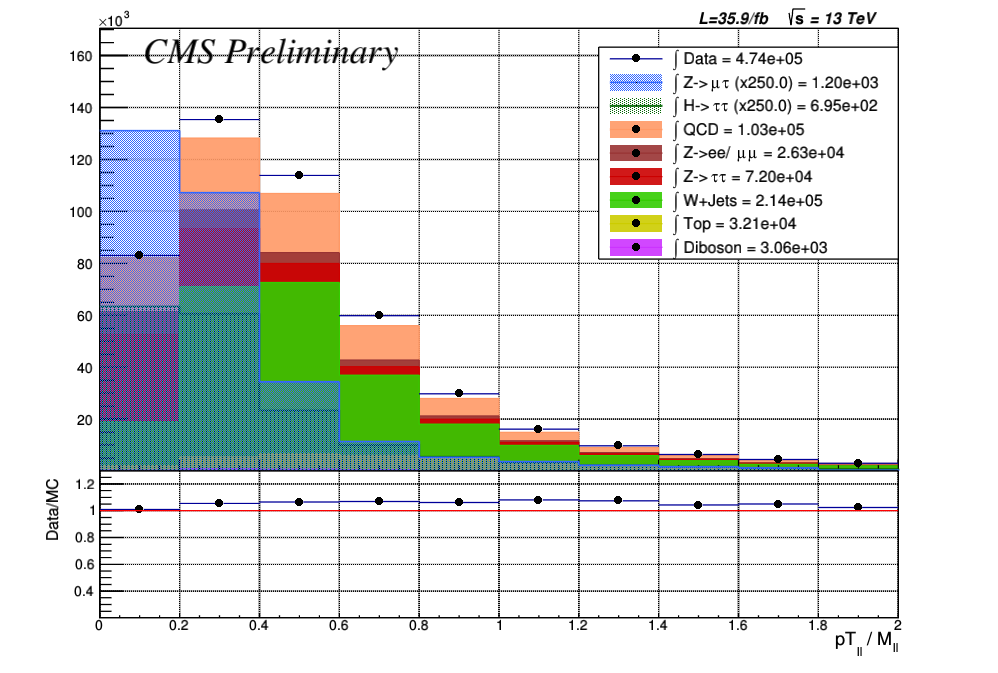 ×10³
L=35.9/fb √s = 13 TeV
CMS Preliminary
160
140
120
100
80
60
40
20
∫ Data = 4.74e+05
∫ Z->μτ (x250.0) = 1.20e+03
∫ H->ττ (x250.0) = 6.95e+02
∫ QCD = 1.03e+05
∫ Z->ee/ μμ = 2.63e+04
∫ Z->ττ = 7.20e+04
∫ W+Jets = 2.14e+05
∫ Top = 3.21e+04
∫ Diboson = 3.06e+03
Data/MC
1.2
1
0.8
0.6
0.4
0 0.2 0.4 0.6 0.8 1 1.2 1.4 1.6 1.8 2
pT_ll / M_ll